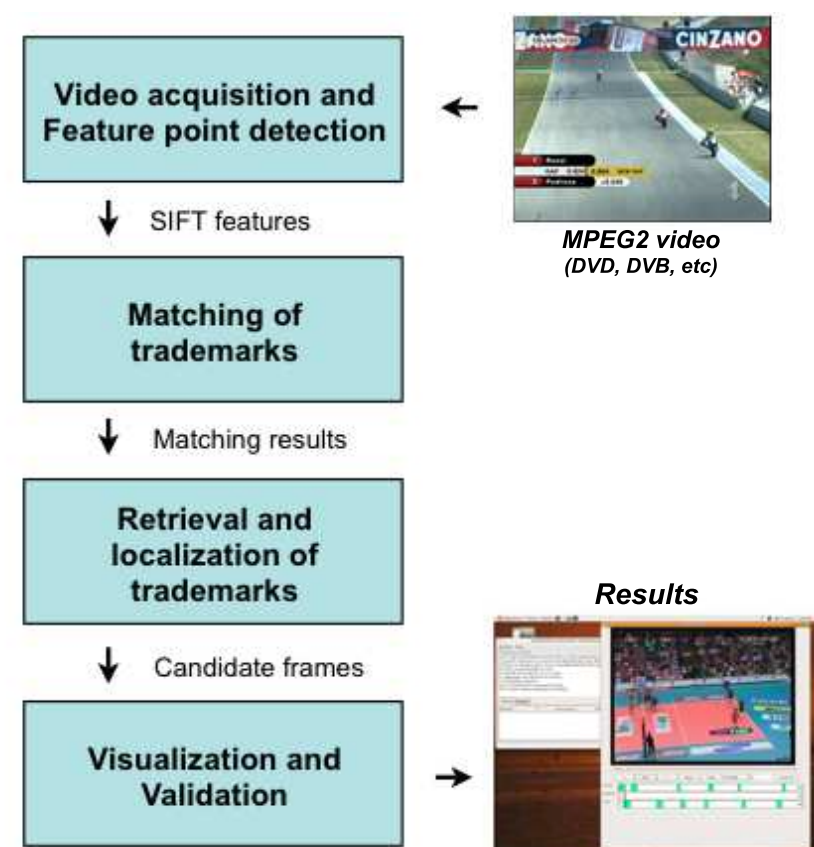 Video acquisition and
Feature point detection
CINZANO
MPEG2 video
(DVD, DVB, etc)
SIFT features
Matching of
trademarks
Matching results
Retrieval and
localization of
trademarks
Results
Candidate frames
Visualization and
Validation